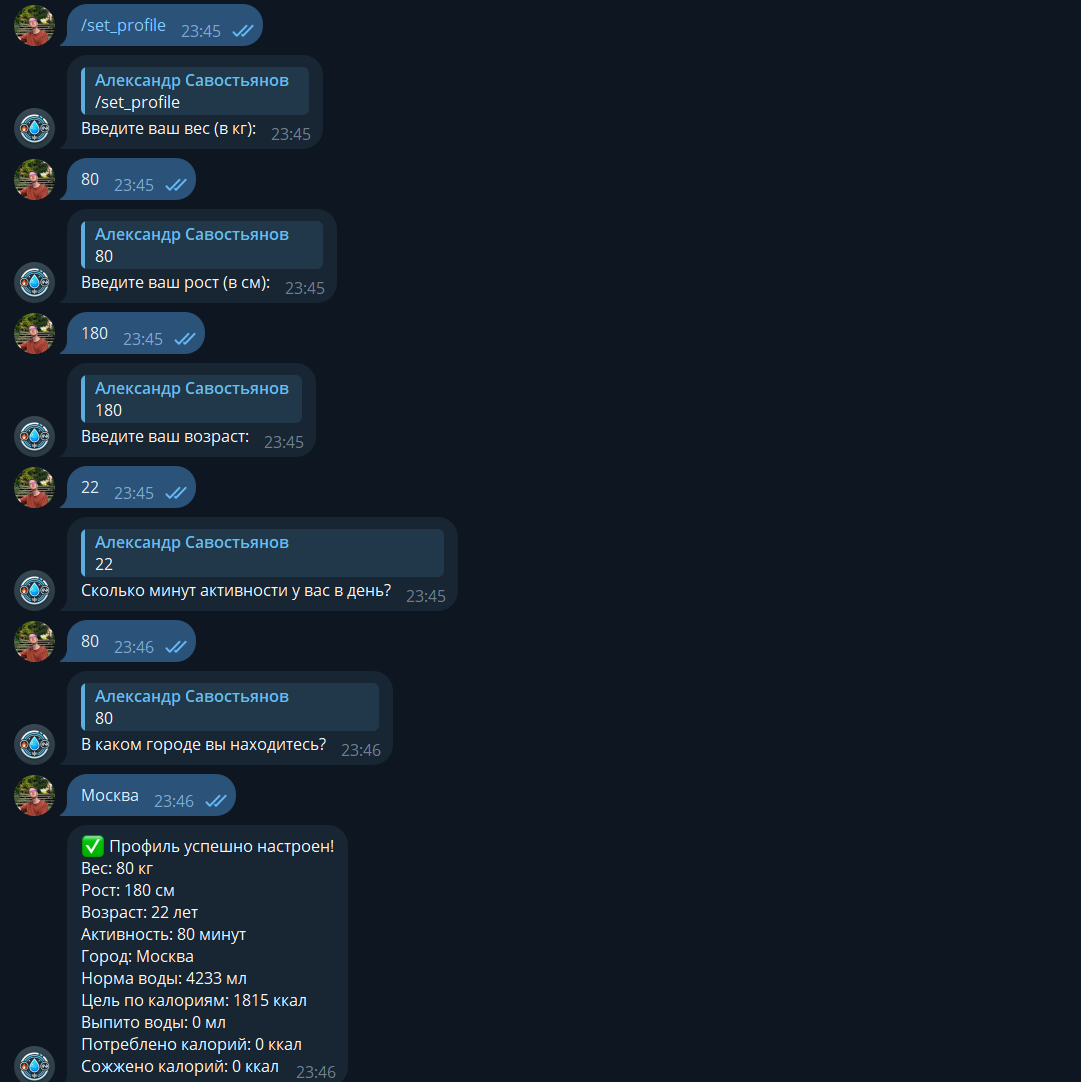 /set_profile 23:45
Александр Савостьянов
/set_profile
Введите ваш вес (в кг): 23:45
80 23:45
Александр Савостьянов
80
Введите ваш рост (в см): 23:45
180 23:45
Александр Савостьянов
180
Введите ваш возраст: 23:45
22 23:45
Александр Савостьянов
22
Сколько минут активности у вас в день? 23:45
80 23:46
Александр Савостьянов
80
В каком городе вы находитесь? 23:46
Москва 23:46
✅ Профиль успешно настроен!
Вес: 80 кг
Рост: 180 см
Возраст: 22 лет
Активность: 80 минут
Город: Москва
Норма воды: 4233 мл
Цель по калориям: 1815 ккал
Выпито воды: 0 мл
Потреблено калорий: 0 ккал
Сожжено калорий: 0 ккал 23:46